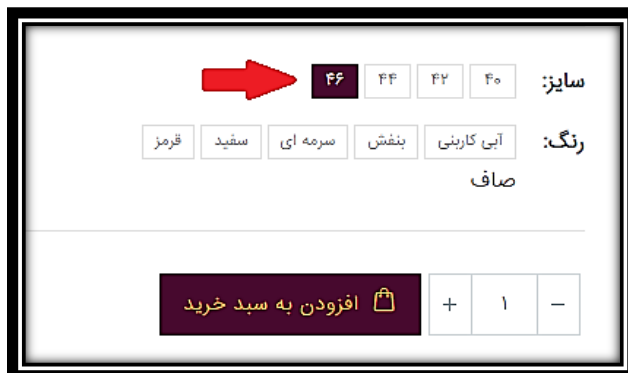 سایز: ۴۰ ۴۲ ۴۴ ۴۶
رنگ: آبی کاربنی بنفش سرمه ای سفید قرمز
صاف
− ۱ + افزودن به سبد خرید